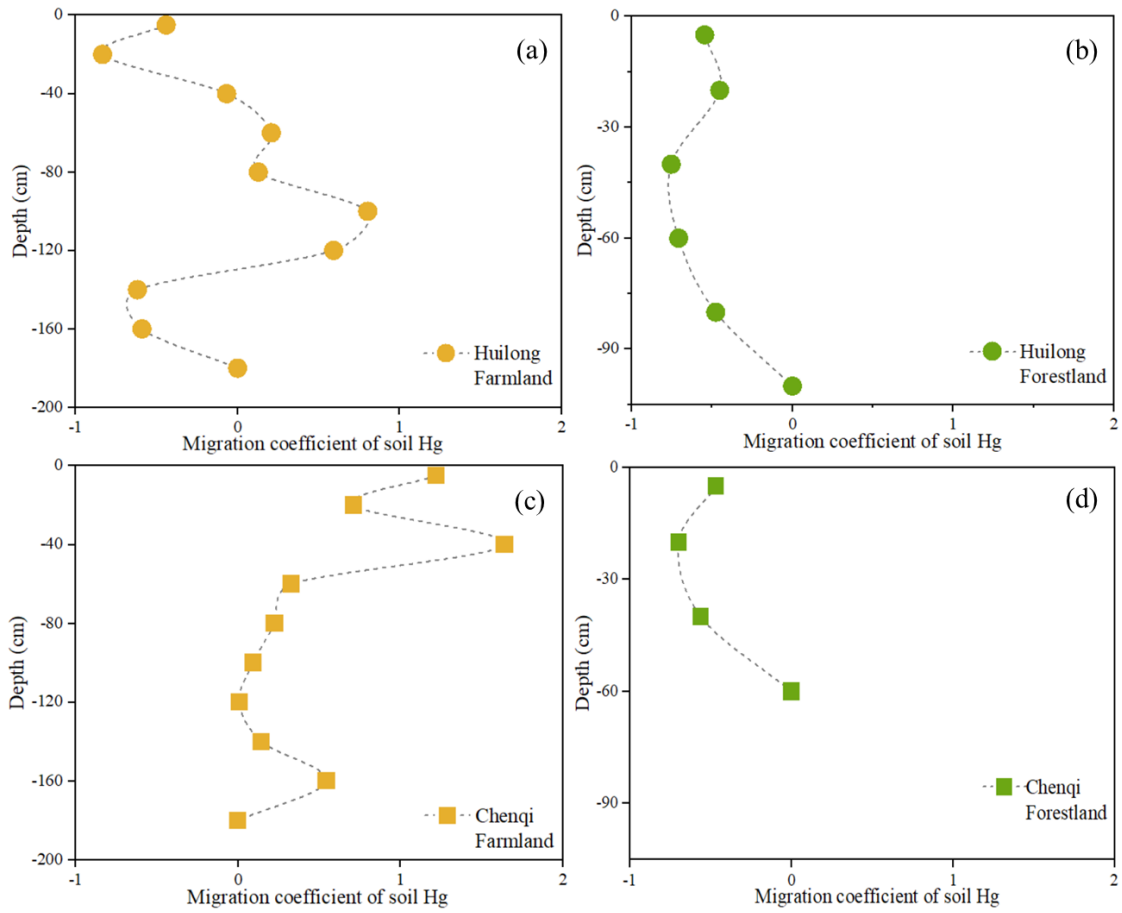 (a)
0
-40
-80
-120
-160
-200
Depth (cm)
-1
0
1
2
Migration coefficient of soil Hg
Huilong
Farmland
(b)
0
-30
-60
-90
Depth (cm)
-1
0
1
2
Migration coefficient of soil Hg
Huilong
Forestland
(c)
0
-40
-80
-120
-160
-200
Depth (cm)
-1
0
1
2
Migration coefficient of soil Hg
Chenqi
Farmland
(d)
0
-30
-60
-90
Depth (cm)
-1
0
1
2
Migration coefficient of soil Hg
Chenqi
Forestland